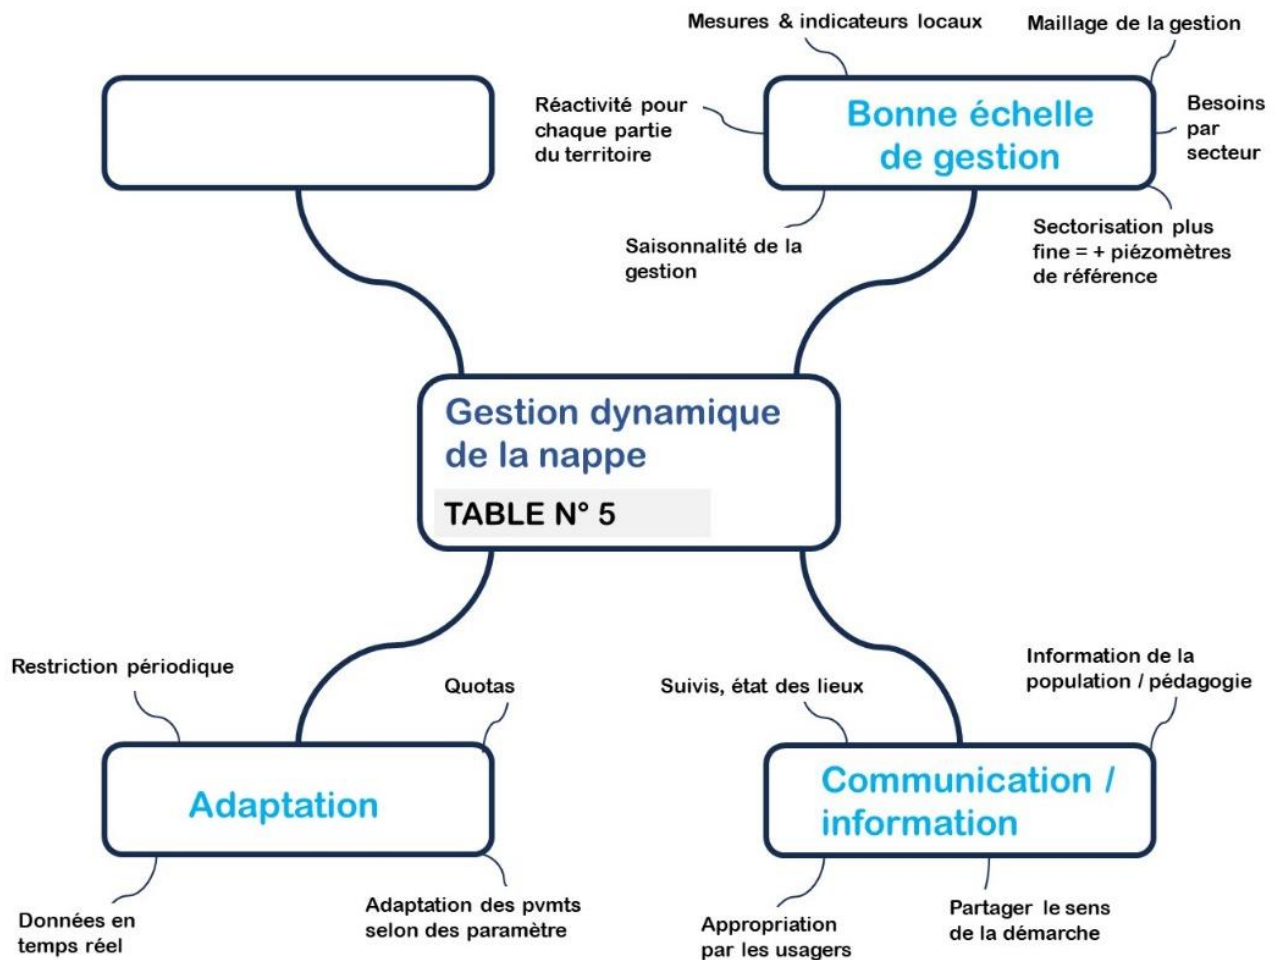 Mesures & indicateurs locaux
Maillage de la gestion
Réactivité pour
chaque partie
du territoire
Bonne échelle
de gestion
Besoins
par
secteur
Saisonnalité de la
gestion
Sectorisation plus
fine = + piézomètres
de référence
Gestion dynamique
de la nappe
TABLE N° 5
Restriction périodique
Quotas
Adaptation
Données en
temps réel
Adaptation des pvmts
selon des paramètre
Suivis, état des lieux
Information de la
population / pédagogie
Communication /
information
Appropriation
par les usagers
Partager le sens
de la démarche